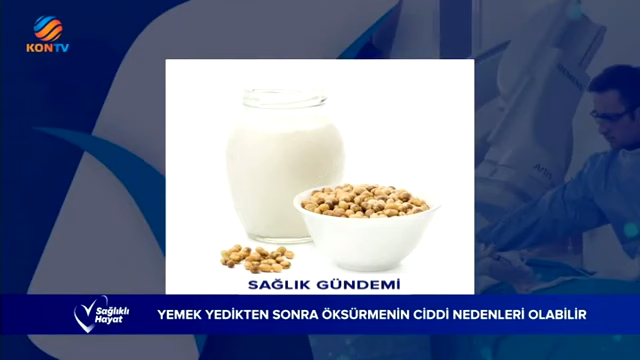 KONTV
SAĞLIK GÜNDEMİ
Sağlıklı
Hayat
YEMEK YEDİKTEN SONRA ÖKSÜRMENİN CİDDİ NEDENLERİ OLABİLİR